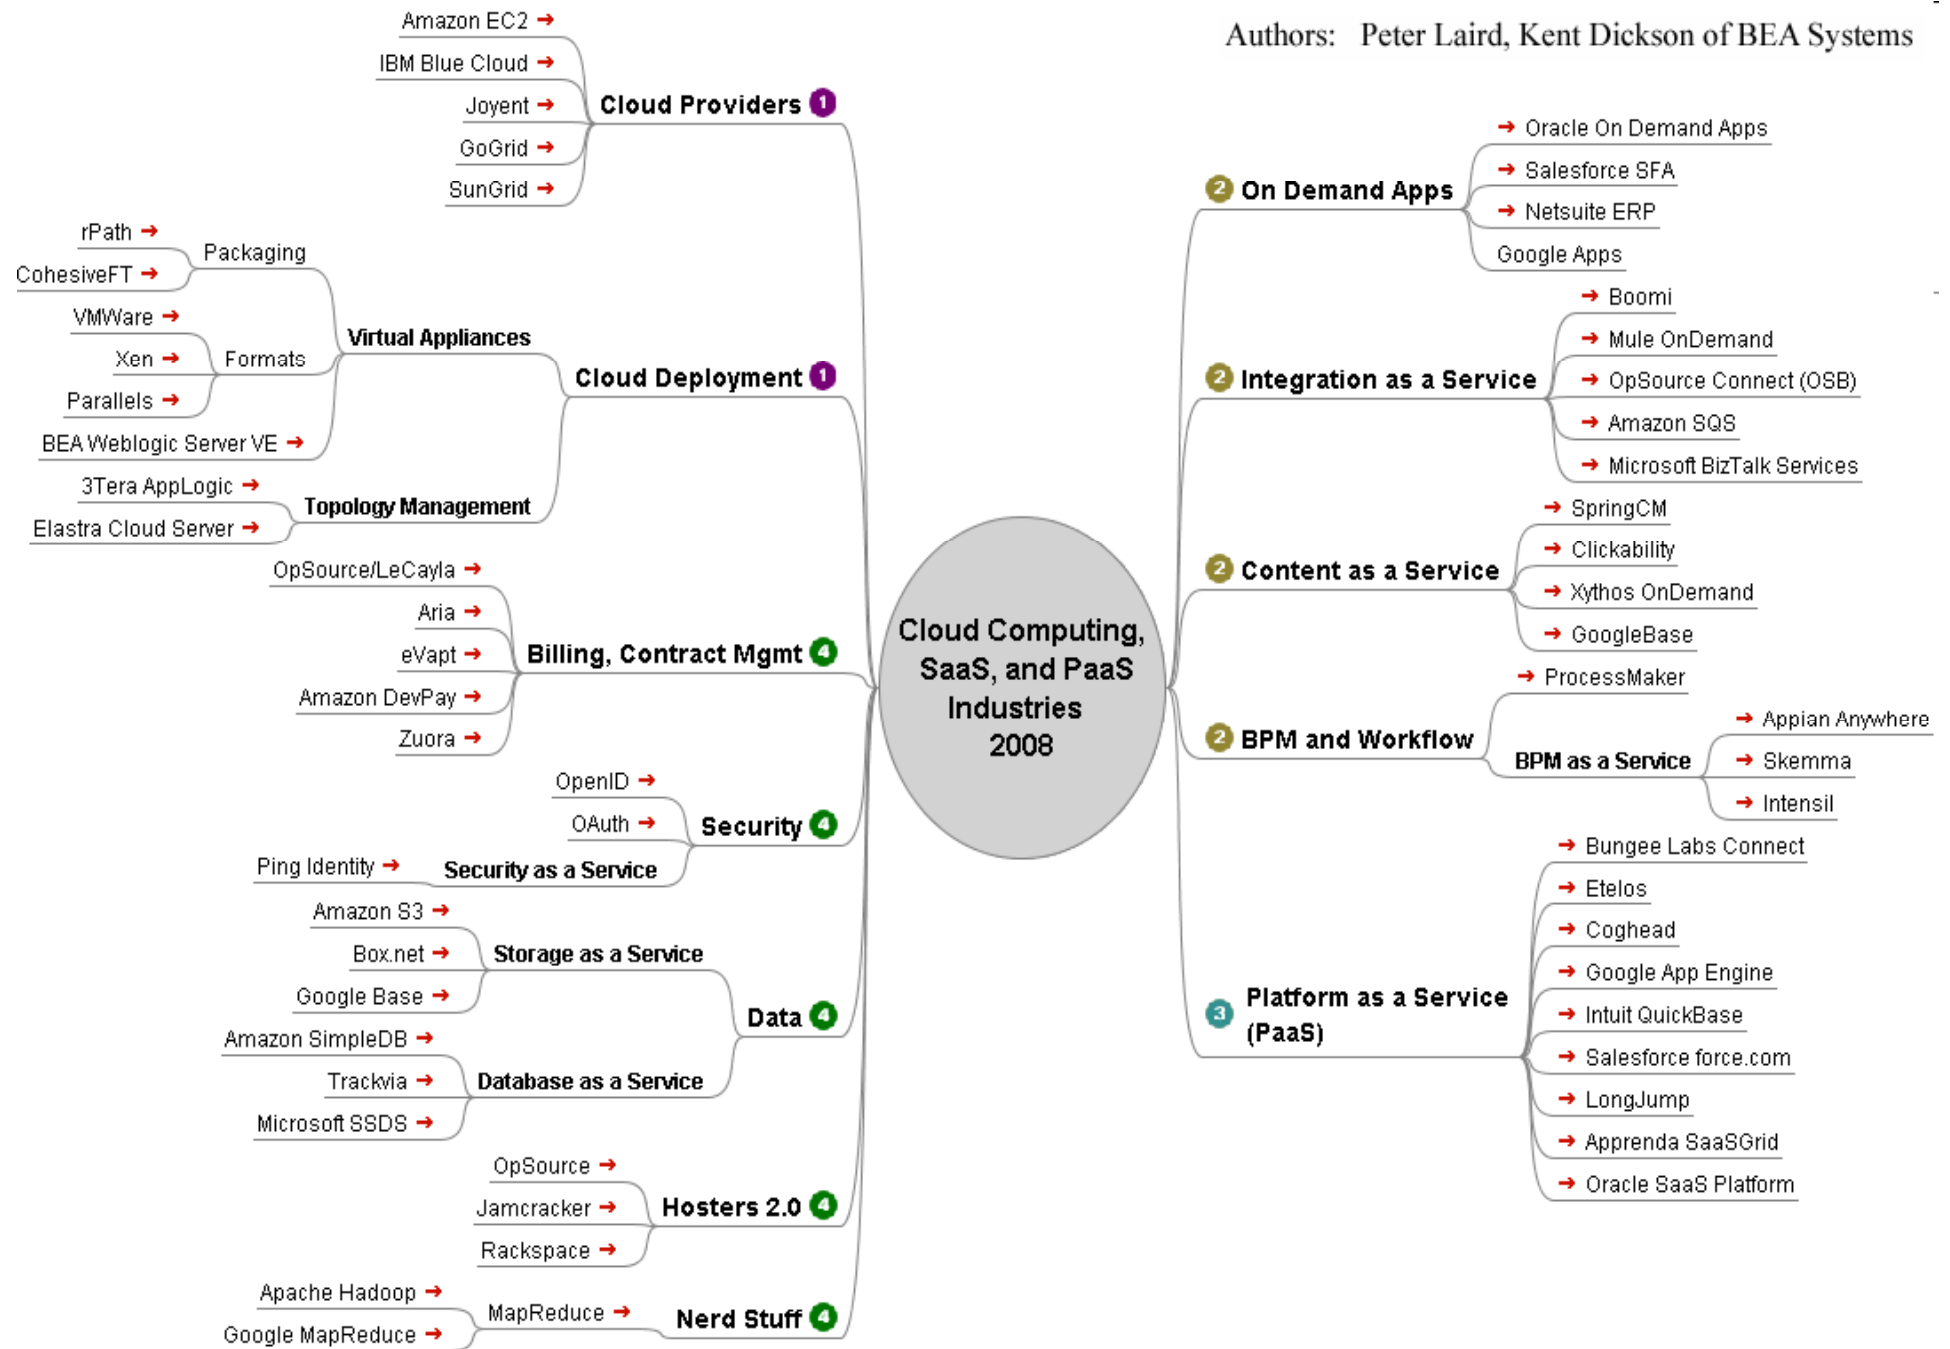 Authors: Peter Laird, Kent Dickson of BEA Systems
Amazon EC2
IBM Blue Cloud
Joyent
GoGrid
SunGrid
Cloud Providers 1
rPath
CohesiveFT
Packaging
VMWare
Xen
Parallels
Formats
BEA Weblogic Server VE
Virtual Appliances
3Tera AppLogic
Elastra Cloud Server
Topology Management
Cloud Deployment 1
OpSource/LeCayla
Aria
eVapt
Amazon DevPay
Zuora
Billing, Contract Mgmt 4
OpenID
OAuth
Ping Identity
Security as a Service
Security 4
Amazon S3
Box.net
Google Base
Storage as a Service
Amazon SimpleDB
Trackvia
Microsoft SSDS
Database as a Service
Data 4
OpSource
Jamcracker
Rackspace
Hosters 2.0 4
Apache Hadoop
Google MapReduce
MapReduce
Nerd Stuff 4
Cloud Computing,
SaaS, and PaaS
Industries
2008
2 On Demand Apps
Oracle On Demand Apps
Salesforce SFA
Netsuite ERP
Google Apps
2 Integration as a Service
Boomi
Mule OnDemand
OpSource Connect (OSB)
Amazon SQS
Microsoft BizTalk Services
2 Content as a Service
SpringCM
Clickability
Xythos OnDemand
GoogleBase
2 BPM and Workflow
ProcessMaker
BPM as a Service
Appian Anywhere
Skemma
Intensil
3 Platform as a Service
(PaaS)
Bungee Labs Connect
Etelos
Coghead
Google App Engine
Intuit QuickBase
Salesforce force.com
LongJump
Apprenda SaaSGrid
Oracle SaaS Platform